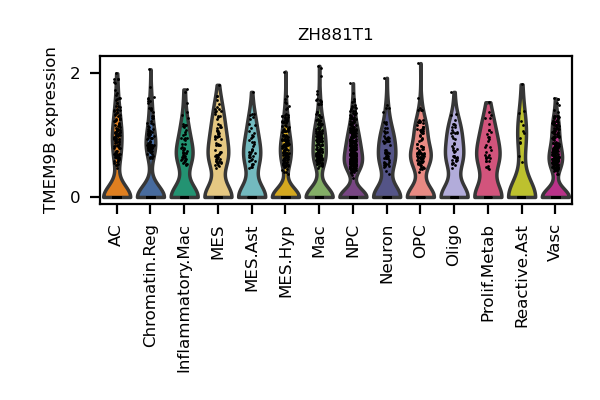 ZH881T1
TMEM9B expression
2
0
AC
Chromatin.Reg
Inflammatory.Mac
MES
MES.Ast
MES.Hyp
Mac
NPC
Neuron
OPC
Oligo
Prolif.Metab
Reactive.Ast
Vasc